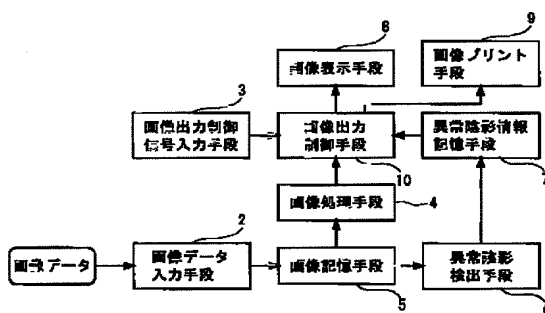 8
9
画像表示手段
画像プリント
手段
3
画像出力制御
信号入力手段
画像出力
制御手段
異常陰影情報
記憶手段
10
7
画像処理手段
4
2
画像データ
画像データ
入力手段
画像記憶手段
異常陰影
検出手段
5
6